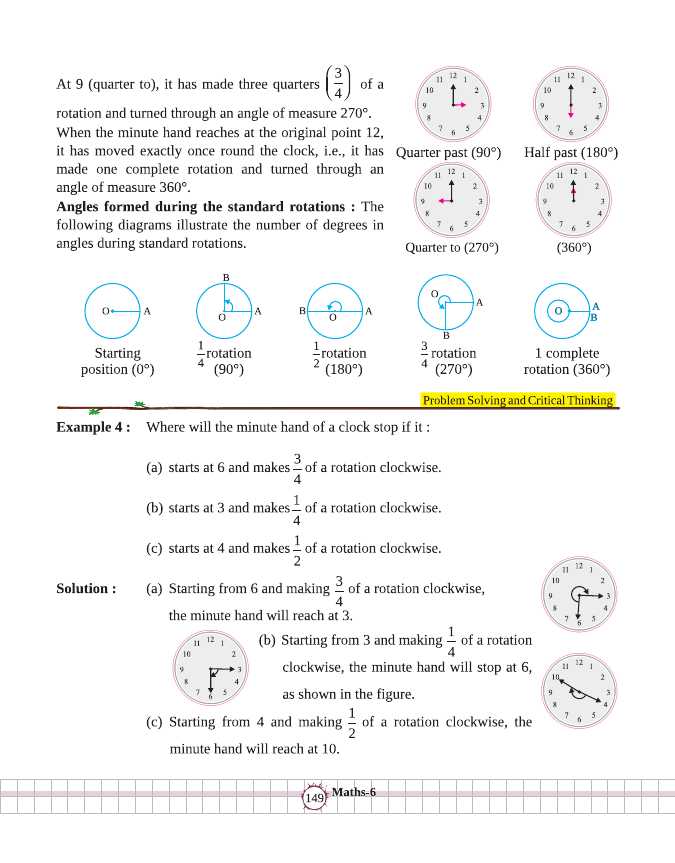 At 9 (quarter to), it has made three quarters (3/4) of a
rotation and turned through an angle of measure 270°.
When the minute hand reaches at the original point 12,
it has moved exactly once round the clock, i.e., it has
made one complete rotation and turned through an
angle of measure 360°.
Angles formed during the standard rotations : The
following diagrams illustrate the number of degrees in
angles during standard rotations.
12 1 2 3 4 5 6 7 8 9 10 11
Quarter past (90°)
12 1 2 3 4 5 6 7 8 9 10 11
Half past (180°)
12 1 2 3 4 5 6 7 8 9 10 11
Quarter to (270°)
12 1 2 3 4 5 6 7 8 9 10 11
(360°)
O A
Starting
position (0°)
B
O A
1/4 rotation
(90°)
B O A
1/2 rotation
(180°)
O A
B
3/4 rotation
(270°)
O A
B
1 complete
rotation (360°)
Problem Solving and Critical Thinking
Example 4 : Where will the minute hand of a clock stop if it :
(a) starts at 6 and makes 3/4 of a rotation clockwise.
(b) starts at 3 and makes 1/4 of a rotation clockwise.
(c) starts at 4 and makes 1/2 of a rotation clockwise.
Solution : (a) Starting from 6 and making 3/4 of a rotation clockwise,
the minute hand will reach at 3.
12 1 2 3 4 5 6 7 8 9 10 11
(b) Starting from 3 and making 1/4 of a rotation
clockwise, the minute hand will stop at 6,
as shown in the figure.
12 1 2 3 4 5 6 7 8 9 10 11
(c) Starting from 4 and making 1/2 of a rotation clockwise, the
minute hand will reach at 10.
12 1 2 3 4 5 6 7 8 9 10 11
149 Maths-6